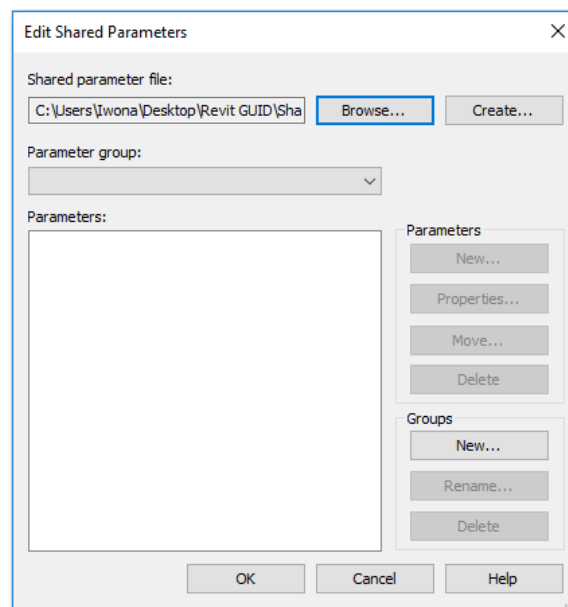 Edit Shared Parameters
Shared parameter file:
C:\Users\Iwona\Desktop\Revit GUID\Sha
Browse...
Create...
Parameter group:
Parameters:
Parameters
New...
Properties...
Move...
Delete
Groups
New...
Rename...
Delete
OK
Cancel
Help